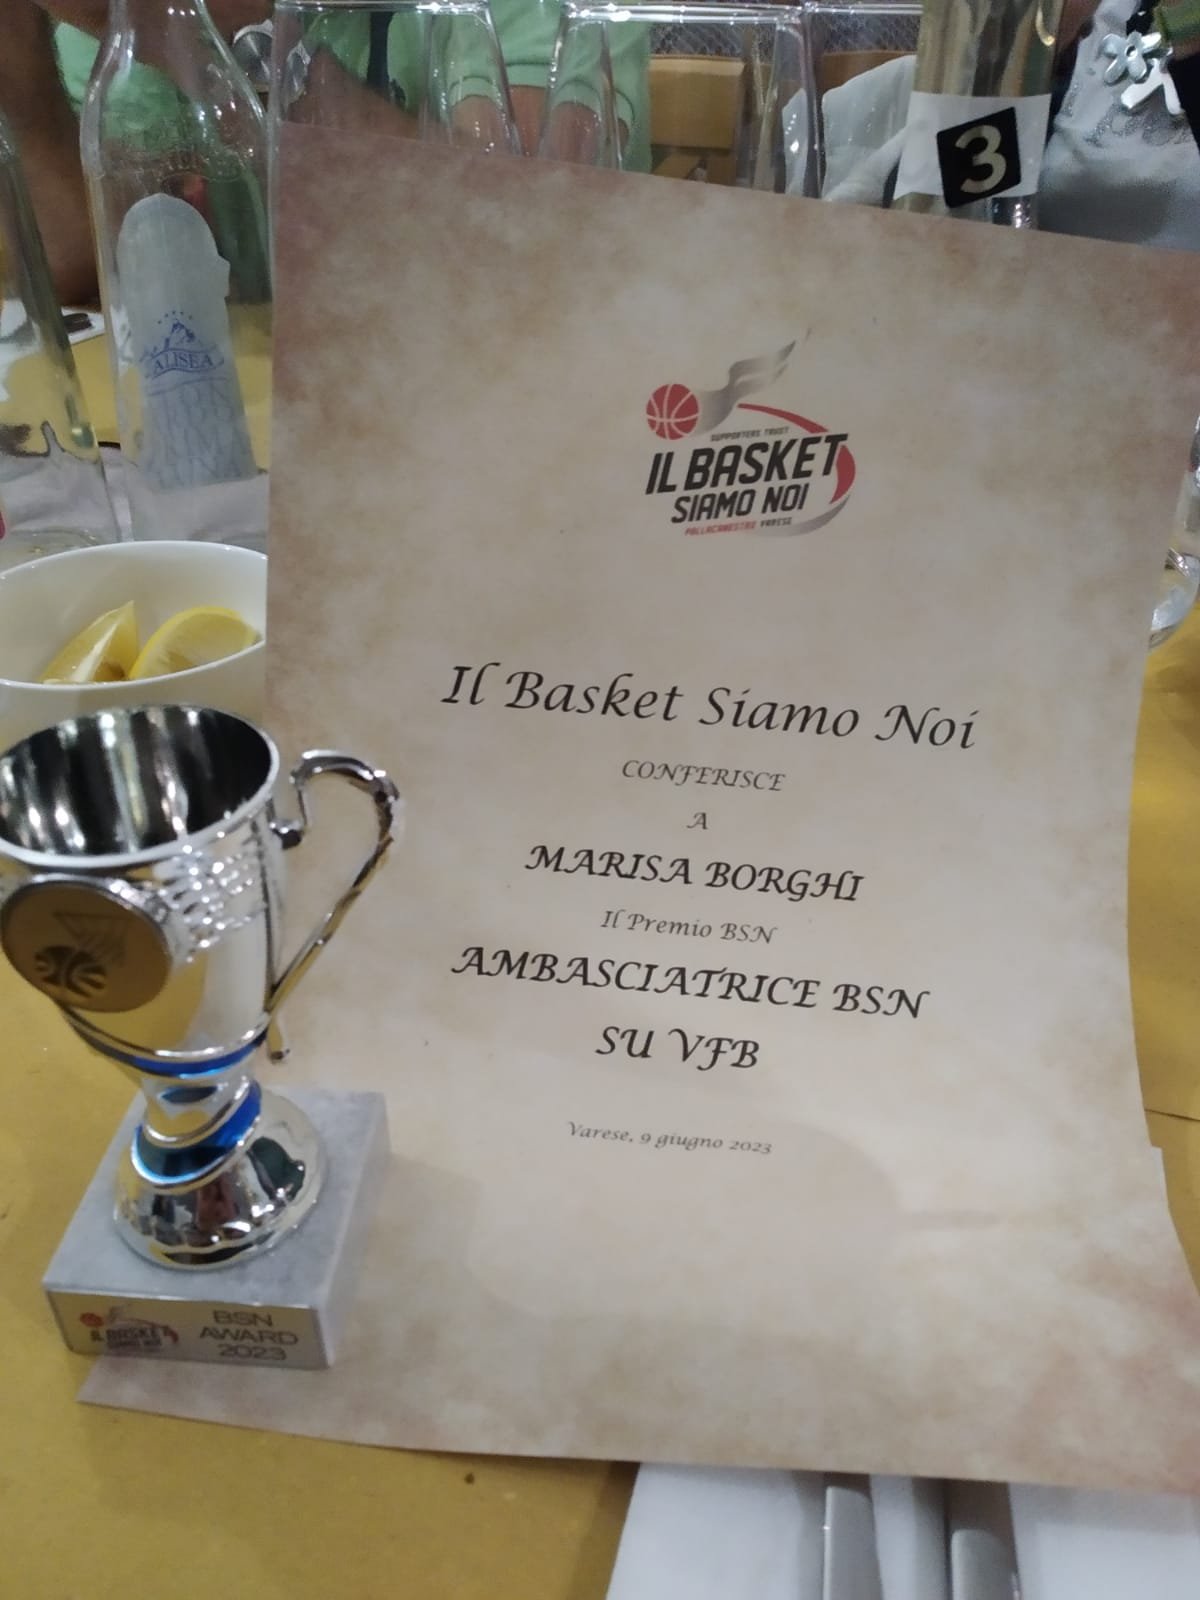 3
ALISEA
SUPPORTERS TRUST
IL BASKET
SIAMO NOI
PALLACANESTRO VARESE
Il Basket Siamo Noi
CONFERISCE
A
MARISA BORGHI
Il Premio BSN
AMBASCIATRICE BSN
SU VFB
Varese, 9 giugno 2023
IL BASKET
SIAMO NOI
BSN
AWARD
2023